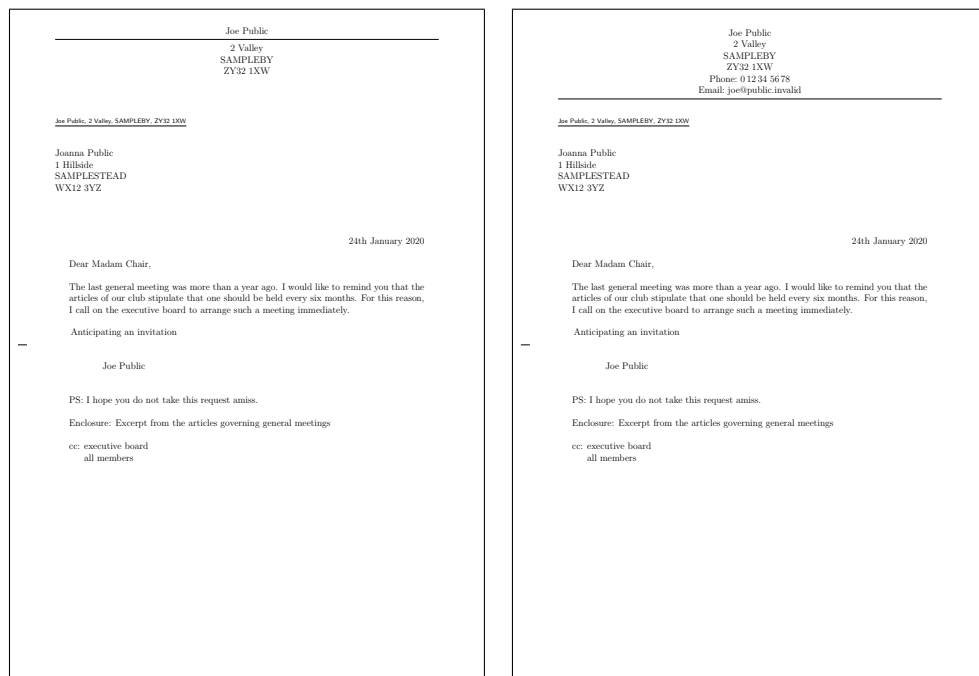 Joe Public
2 Valley
SAMPLEBY
ZY32 1XW
Joe Public, 2 Valley, SAMPLEBY, ZY32 1XW
Joanna Public
1 Hillside
SAMPLESTEAD
WX12 3YZ
24th January 2020
Dear Madam Chair,
The last general meeting was more than a year ago. I would like to remind you that the
articles of our club stipulate that one should be held every six months. For this reason,
I call on the executive board to arrange such a meeting immediately.
Anticipating an invitation
Joe Public
PS: I hope you do not take this request amiss.
Enclosure: Excerpt from the articles governing general meetings
cc: executive board
all members
Joe Public
2 Valley
SAMPLEBY
ZY32 1XW
Phone: 0 12 34 56 78
Email: joe@public.invalid
Joe Public, 2 Valley, SAMPLEBY, ZY32 1XW
Joanna Public
1 Hillside
SAMPLESTEAD
WX12 3YZ
24th January 2020
Dear Madam Chair,
The last general meeting was more than a year ago. I would like to remind you that the
articles of our club stipulate that one should be held every six months. For this reason,
I call on the executive board to arrange such a meeting immediately.
Anticipating an invitation
Joe Public
PS: I hope you do not take this request amiss.
Enclosure: Excerpt from the articles governing general meetings
cc: executive board
all members